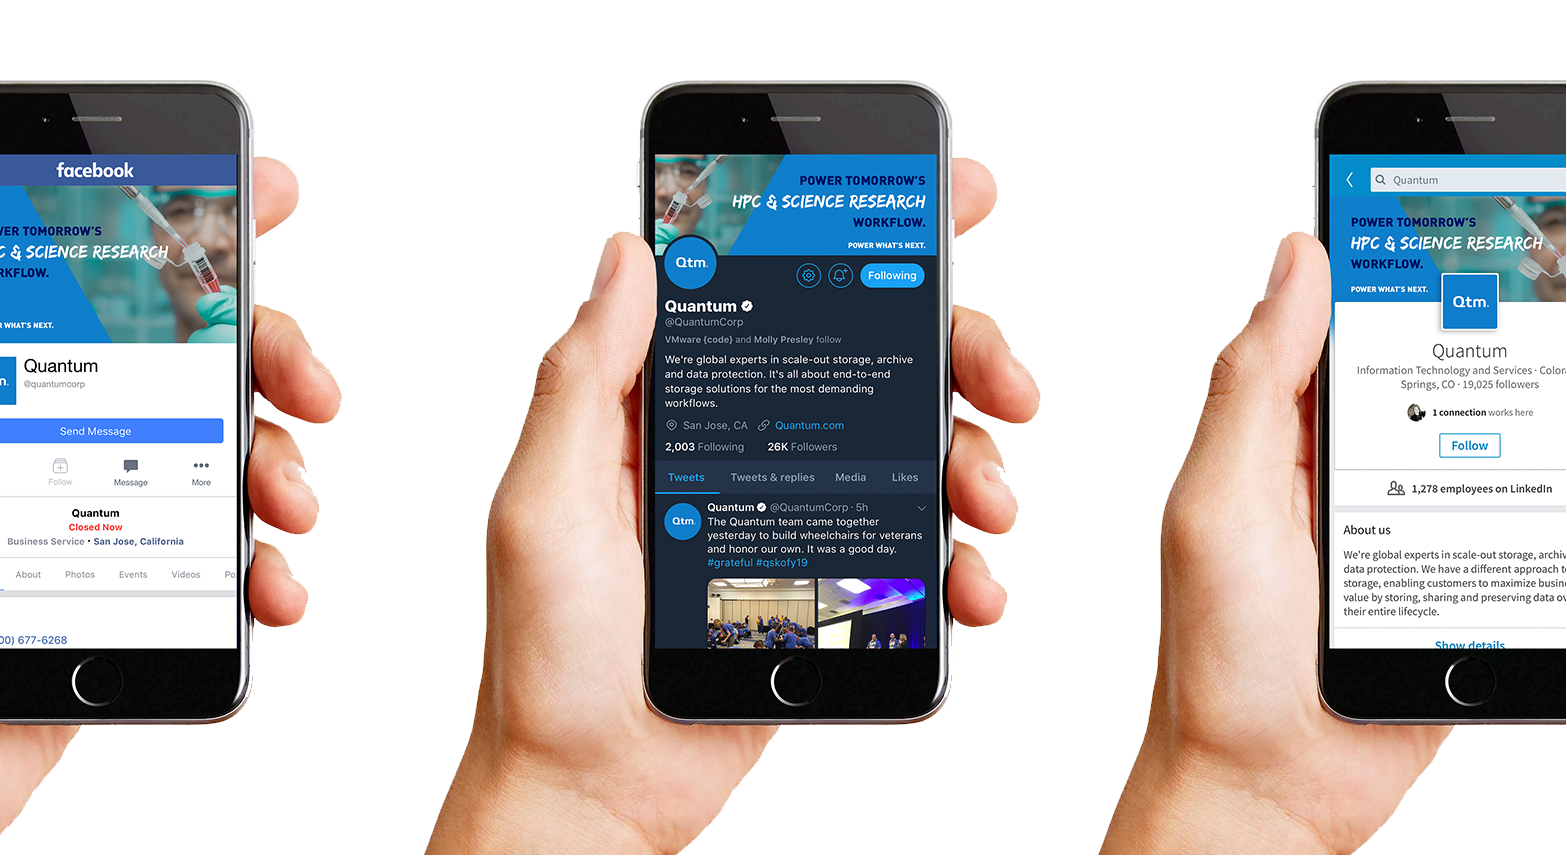 facebook
WER TOMORROW'S
C & SCIENCE RESEARCH
RKFLOW.
R WHAT'S NEXT.
n.
Quantum
@quantumcorp
Send Message
Follow
Message
More
Quantum
Closed Now
Business Service • San Jose, California
About
Photos
Events
Videos
Po
00) 677-6268
POWER TOMORROW'S
HPC & SCIENCE RESEARCH
WORKFLOW.
POWER WHAT'S NEXT.
Qtm.
Following
Quantum
@QuantumCorp
VMware {code} and Molly Presley follow
We're global experts in scale-out storage, archive
and data protection. It's all about end-to-end
storage solutions for the most demanding
workflows.
San Jose, CA Quantum.com
2,003 Following 26K Followers
Tweets Tweets & replies Media Likes
Qtm.
Quantum @QuantumCorp · 5h
The Quantum team came together
yesterday to build wheelchairs for veterans
and honor our own. It was a good day.
#grateful #qskofy19
Quantum
POWER TOMORROW'S
HPC & SCIENCE RESEARCH
WORKFLOW.
POWER WHAT'S NEXT.
Qtm.
Quantum
Information Technology and Services · Colora
Springs, CO · 19,025 followers
1 connection works here
Follow
1,278 employees on LinkedIn
About us
We're global experts in scale-out storage, archiv
data protection. We have a different approach t
storage, enabling customers to maximize busin
value by storing, sharing and preserving data ov
their entire lifecycle.
Show details